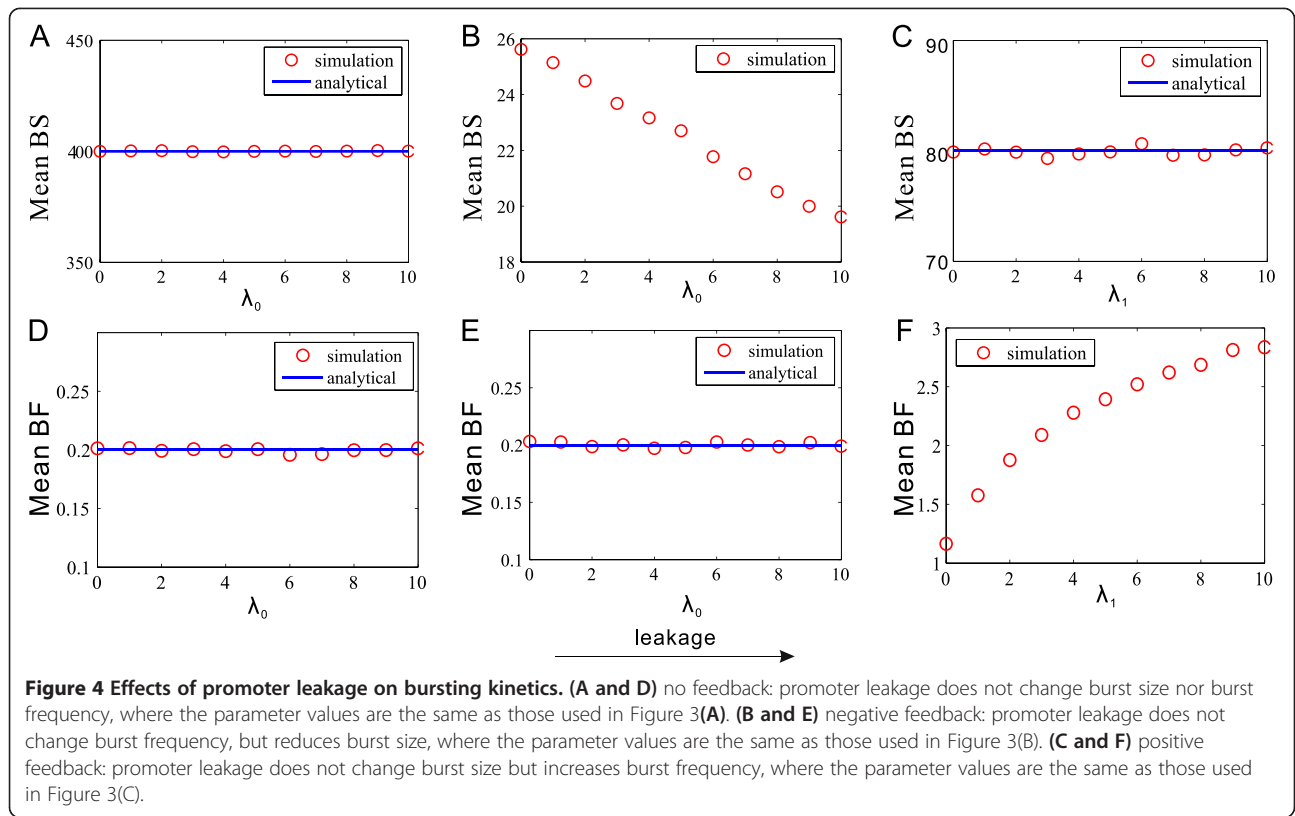 A
450
400
350
Mean BS
simulation
analytical
0 2 4 6 8 10
λ0
B
26
24
22
20
18
Mean BS
simulation
0 2 4 6 8 10
λ0
C
90
80
70
Mean BS
simulation
analytical
0 2 4 6 8 10
λ1
D
0.25
0.2
0.15
0.1
Mean BF
simulation
analytical
0 2 4 6 8 10
λ0
E
0.25
0.2
0.15
0.1
Mean BF
simulation
analytical
0 2 4 6 8 10
λ0
F
3
2.5
2
1.5
1
Mean BF
simulation
0 2 4 6 8 10
λ1
leakage
Figure 4 Effects of promoter leakage on bursting kinetics. (A and D) no feedback: promoter leakage does not change burst size nor burst
frequency, where the parameter values are the same as those used in Figure 3(A). (B and E) negative feedback: promoter leakage does not
change burst frequency, but reduces burst size, where the parameter values are the same as those used in Figure 3(B). (C and F) positive
feedback: promoter leakage does not change burst size but increases burst frequency, where the parameter values are the same as those used
in Figure 3(C).